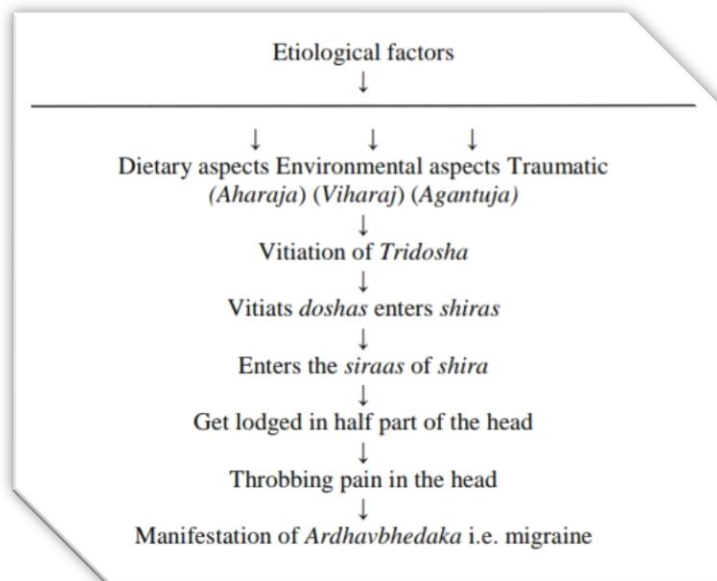 Etiological factors
↓
↓ ↓ ↓
Dietary aspects Environmental aspects Traumatic
(Aharaja) (Viharaj) (Agantuja)
↓
Vitiation of Tridosha
↓
Vitiats doshas enters shiras
↓
Enters the siraas of shira
↓
Get lodged in half part of the head
↓
Throbbing pain in the head
↓
Manifestation of Ardhavbhedaka i.e. migraine